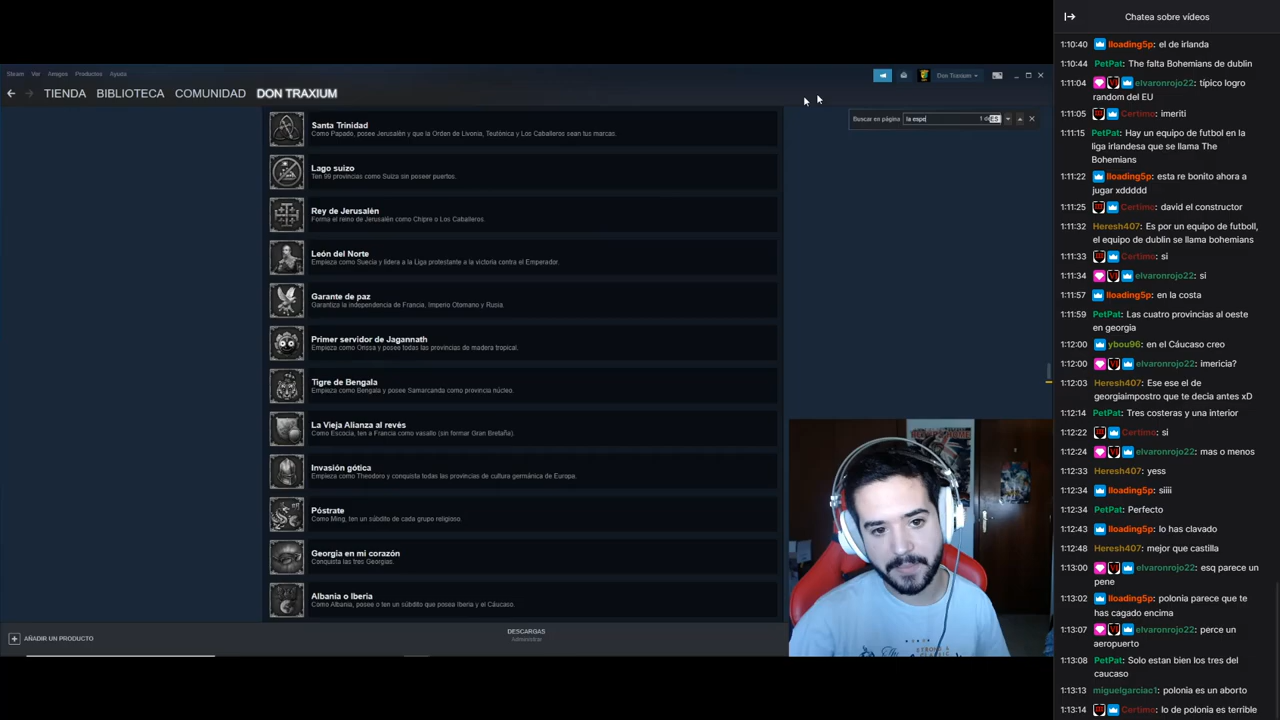 Steam Ver Amigos Productos Ayuda
Don Traxium
TIENDA BIBLIOTECA COMUNIDAD DON TRAXIUM
Buscar en página la espe
Santa Trinidad
Como Papado, posee Jerusalén y que la Orden de Livonia, Teutónica y Los Caballeros sean tus marcas.
Lago suizo
Ten 99 provincias como Suiza sin poseer puertos.
Rey de Jerusalén
Forma el reino de Jerusalén como Chipre o Los Caballeros.
León del Norte
Empieza como Suecia y lidera a la Liga protestante a la victoria contra el Emperador.
Garante de paz
Garantiza la independencia de Francia, Imperio Otomano y Rusia.
Primer servidor de Jagannath
Empieza como Orissa y posee todas las provincias de madera tropical.
Tigre de Bengala
Empieza como Bengala y posee Samarcanda como provincia núcleo.
La Vieja Alianza al revés
Como Escocia, ten a Francia como vasallo (sin formar Gran Bretaña).
Invasión gótica
Empieza como Theodoro y conquista todas las provincias de cultura germánica de Europa.
Póstrate
Como Ming, ten un súbdito de cada grupo religioso.
Georgia en mi corazón
Conquista las tres Georgias.
Albania o Iberia
Como Albania, posee o ten un súbdito que posea Iberia y el Cáucaso.
AÑADIR UN PRODUCTO
DESCARGAS
Administrar
Chatea sobre vídeos
1:10:40 lloading5p: el de irlanda
1:10:44 PetPat: The falta Bohemians de dublin
1:11:04 elvaronrojo22: típico logro
random del EU
1:11:05 Certimo: imeriti
1:11:15 PetPat: Hay un equipo de futbol en la
liga irlandesa que se llama The
Bohemians
1:11:22 lloading5p: esta re bonito ahora a
jugar xddddd
1:11:25 Certimo: david el constructor
1:11:32 Heresh407: Es por un equipo de futboll,
el equipo de dublin se llama bohemians
1:11:33 Certimo: si
1:11:34 elvaronrojo22: si
1:11:57 lloading5p: en la costa
1:11:59 PetPat: Las cuatro provincias al oeste
en georgia
1:12:00 ybou96: en el Cáucaso creo
1:12:00 elvaronrojo22: imericia?
1:12:03 Heresh407: Ese ese el de
georgiaimpostro que te decia antes xD
1:12:14 PetPat: Tres costeras y una interior
1:12:22 Certimo: si
1:12:24 elvaronrojo22: mas o menos
1:12:33 Heresh407: yess
1:12:34 lloading5p: siiii
1:12:34 PetPat: Perfecto
1:12:43 lloading5p: lo has clavado
1:12:48 Heresh407: mejor que castilla
1:13:00 elvaronrojo22: esq parece un
pene
1:13:02 lloading5p: polonia parece que te
has cagado encima
1:13:07 elvaronrojo22: perce un
aeropuerto
1:13:08 PetPat: Solo estan bien los tres del
caucaso
1:13:13 miguelgarciac1: polonia es un aborto
1:13:14 Certimo: lo de polonia es terrible